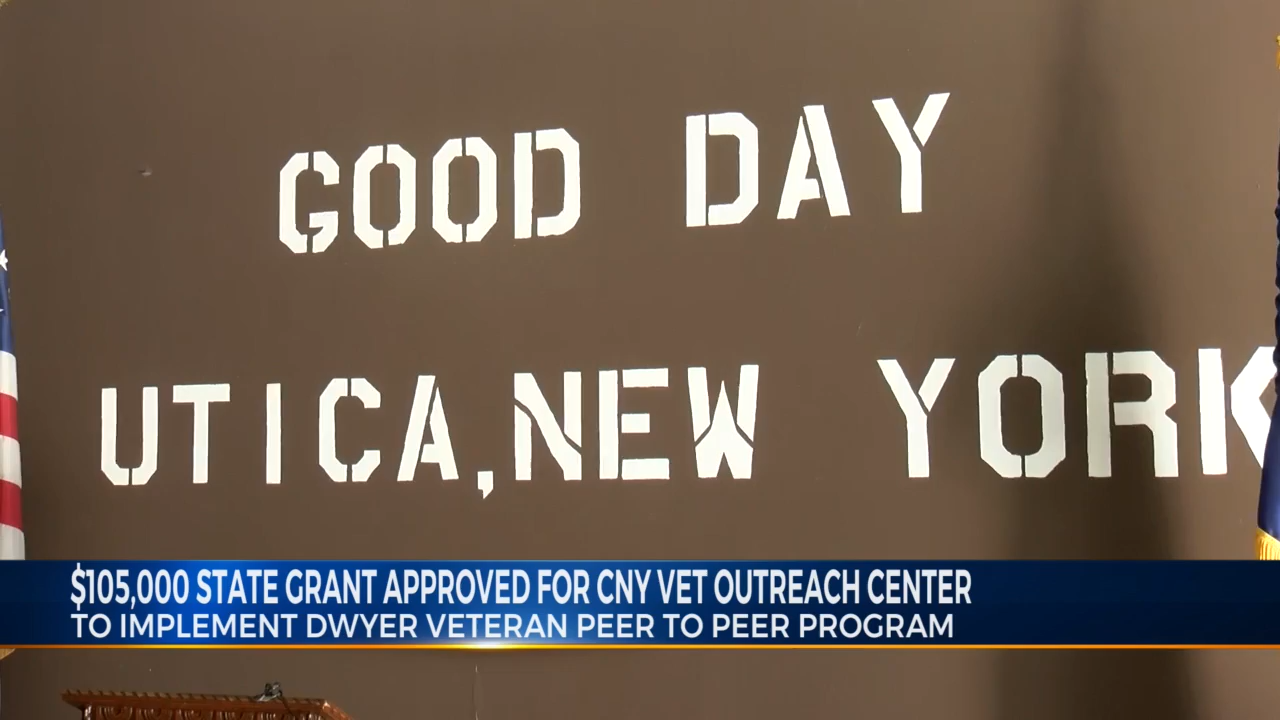 GOOD DAY
UTICA,NEW YORK
$105,000 STATE GRANT APPROVED FOR CNY VET OUTREACH CENTER
TO IMPLEMENT DWYER VETERAN PEER TO PEER PROGRAM